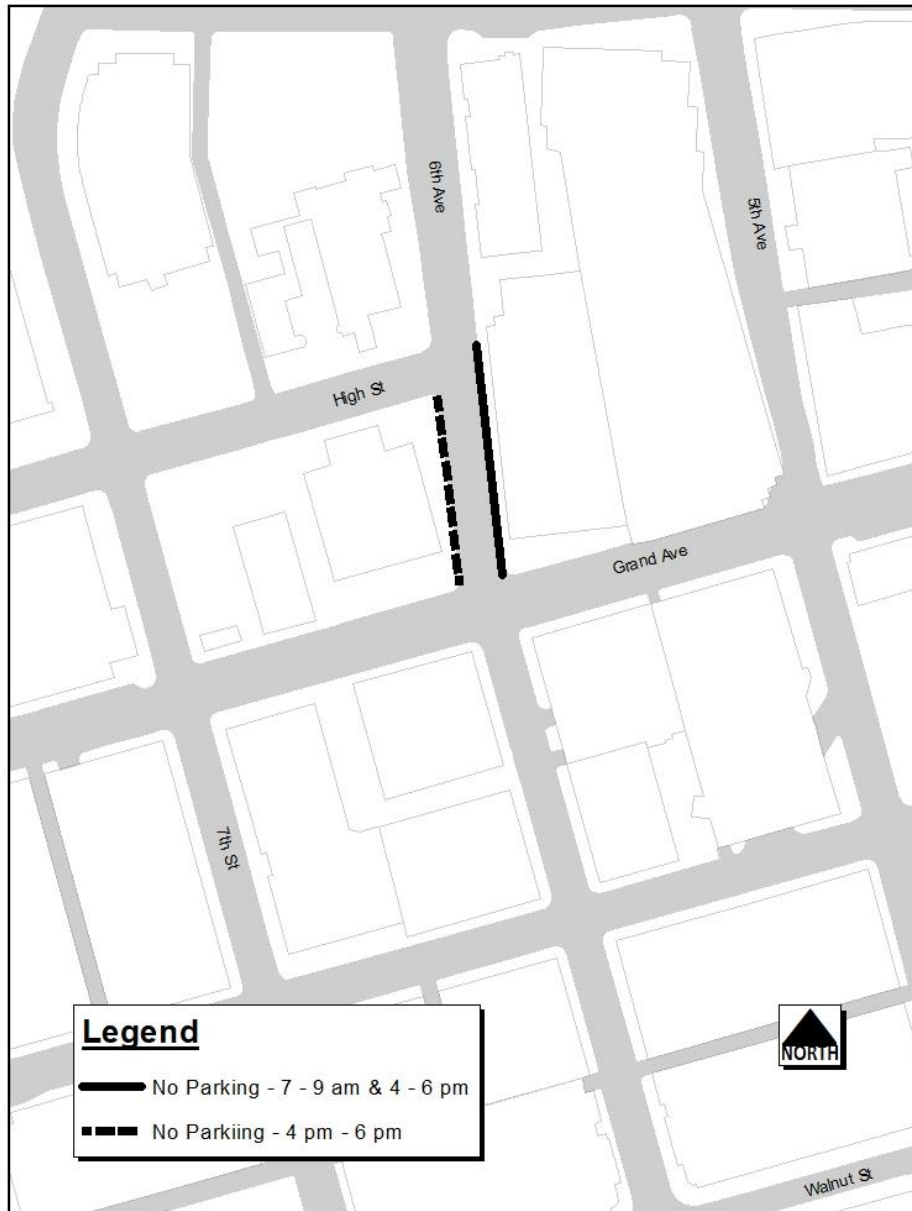 6th Ave
5th Ave
High St
Grand Ave
7th St
Legend
No Parking - 7 - 9 am & 4 - 6 pm
No Parkiing - 4 pm - 6 pm
NORTH
Walnut St